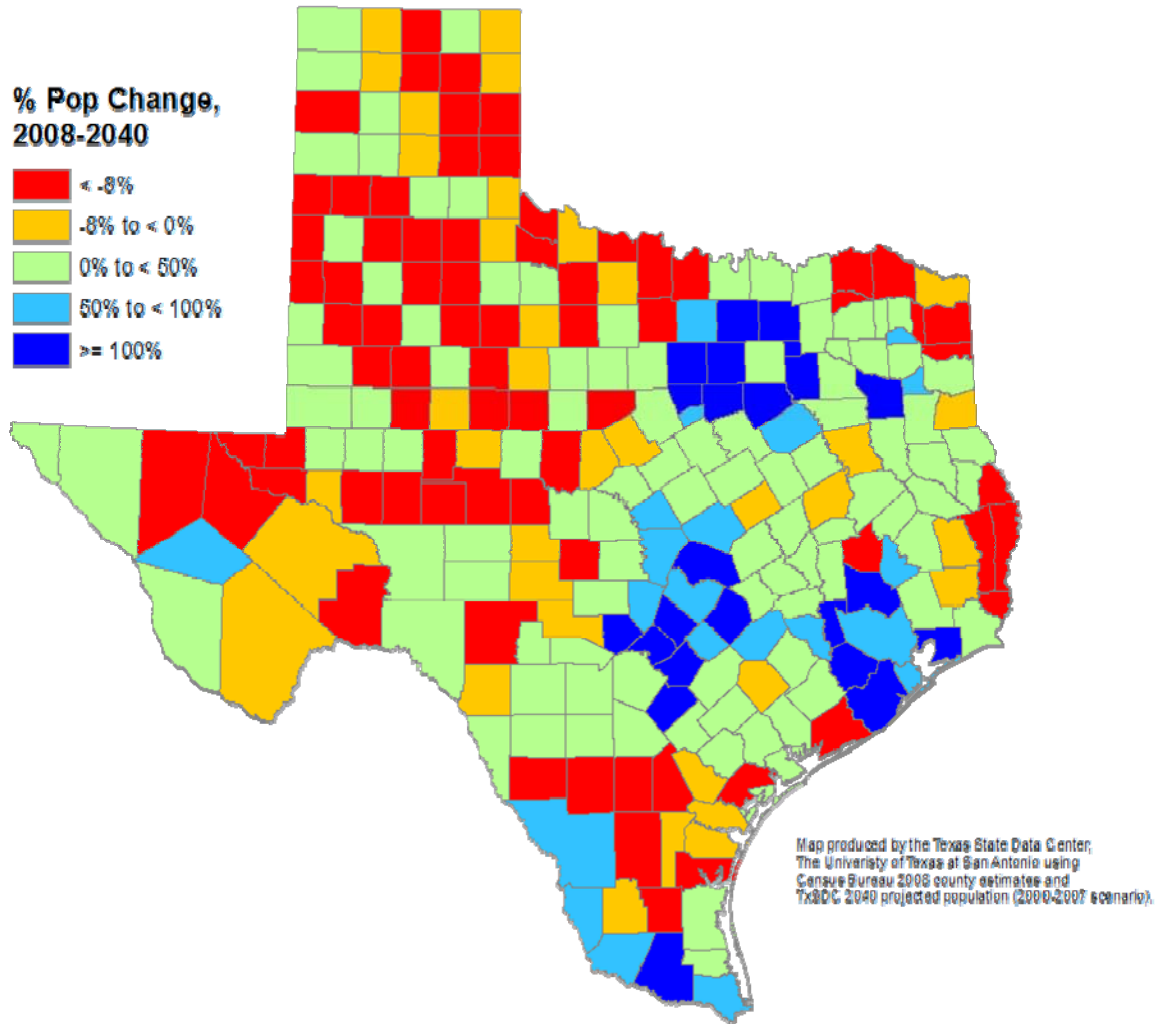 % Pop Change,
2008-2040
< -8%
-8% to < 0%
0% to < 50%
50% to < 100%
>= 100%
Map produced by the Texas State Data Center,
The Univeristy of Texas at San Antonio using
Census Bureau 2008 county estimates and
TxSDC 2040 projected population (2000-2007 scenario).